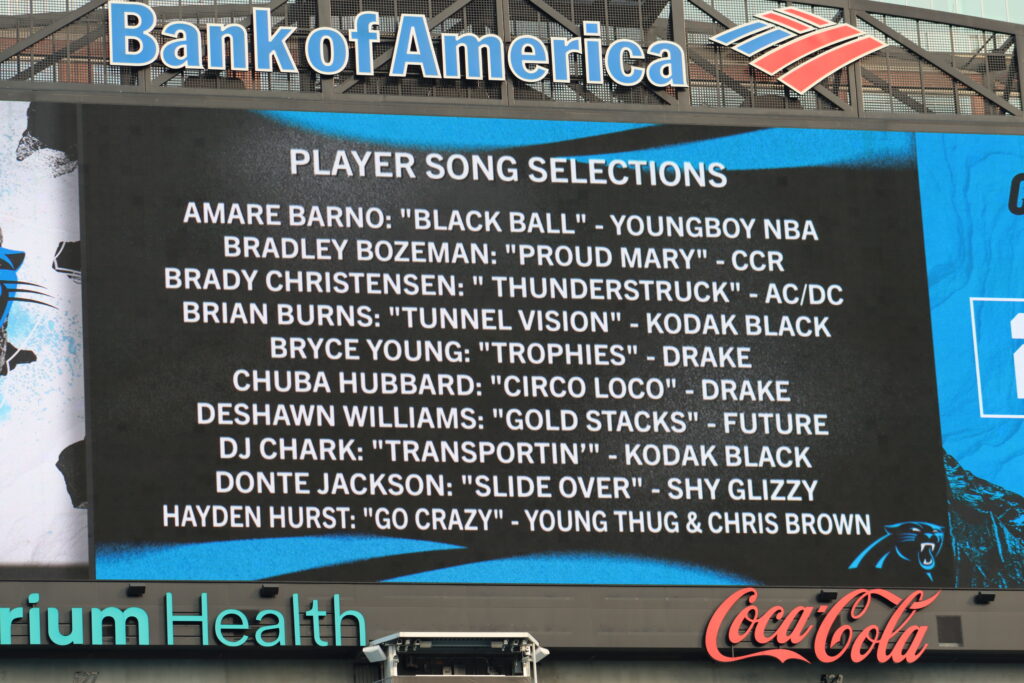 Bank of America
PLAYER SONG SELECTIONS
AMARE BARNO: "BLACK BALL" - YOUNGBOY NBA
BRADLEY BOZEMAN: "PROUD MARY" - CCR
BRADY CHRISTENSEN: " THUNDERSTRUCK" - AC/DC
BRIAN BURNS: "TUNNEL VISION" - KODAK BLACK
BRYCE YOUNG: "TROPHIES" - DRAKE
CHUBA HUBBARD: "CIRCO LOCO" - DRAKE
DESHAWN WILLIAMS: "GOLD STACKS" - FUTURE
DJ CHARK: "TRANSPORTIN'" - KODAK BLACK
DONTE JACKSON: "SLIDE OVER" - SHY GLIZZY
HAYDEN HURST: "GO CRAZY" - YOUNG THUG & CHRIS BROWN
rium Health
Coca-Cola